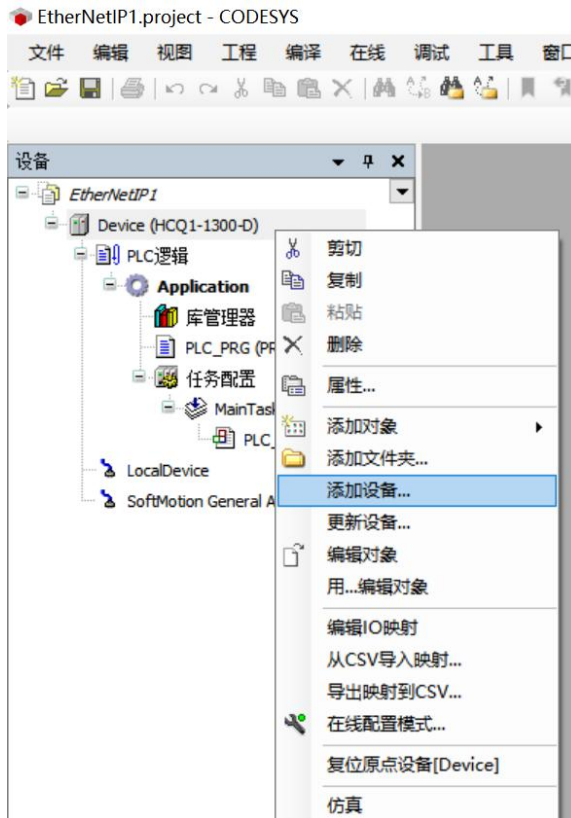 EtherNetIP1.project - CODESYS
文件 编辑 视图 工程 编译 在线 调试 工具 窗口
设备
EtherNetIP1
Device (HCQ1-1300-D)
PLC逻辑
Application
库管理器
PLC_PRG (PR
任务配置
MainTask
PLC_
LocalDevice
SoftMotion General A
剪切
复制
粘贴
删除
属性...
添加对象
添加文件夹...
添加设备...
更新设备...
编辑对象
用...编辑对象
编辑IO映射
从CSV导入映射...
导出映射到CSV...
在线配置模式...
复位原点设备[Device]
仿真